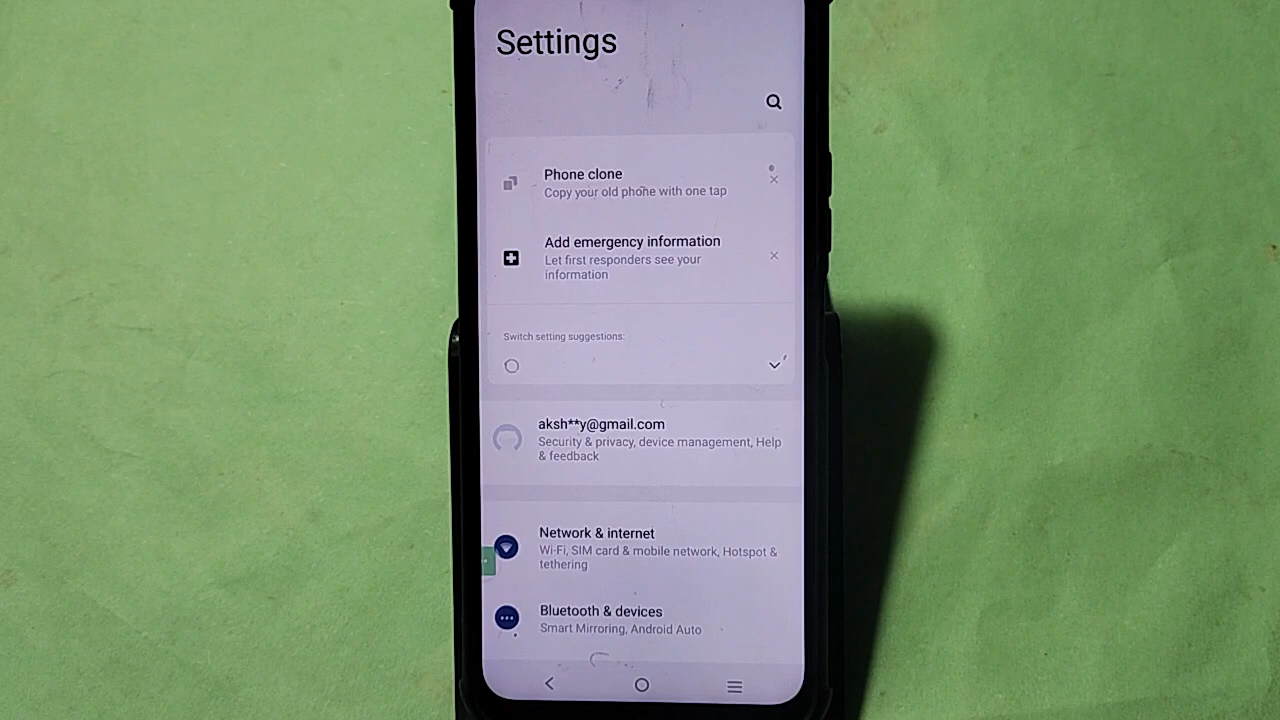 Settings
Phone clone
Copy your old phone with one tap
Add emergency information
Let first responders see your
information
Switch setting suggestions:
aksh**y@gmail.com
Security & privacy, device management, Help
& feedback
Network & internet
Wi-Fi, SIM card & mobile network, Hotspot &
tethering
Bluetooth & devices
Smart Mirroring, Android Auto